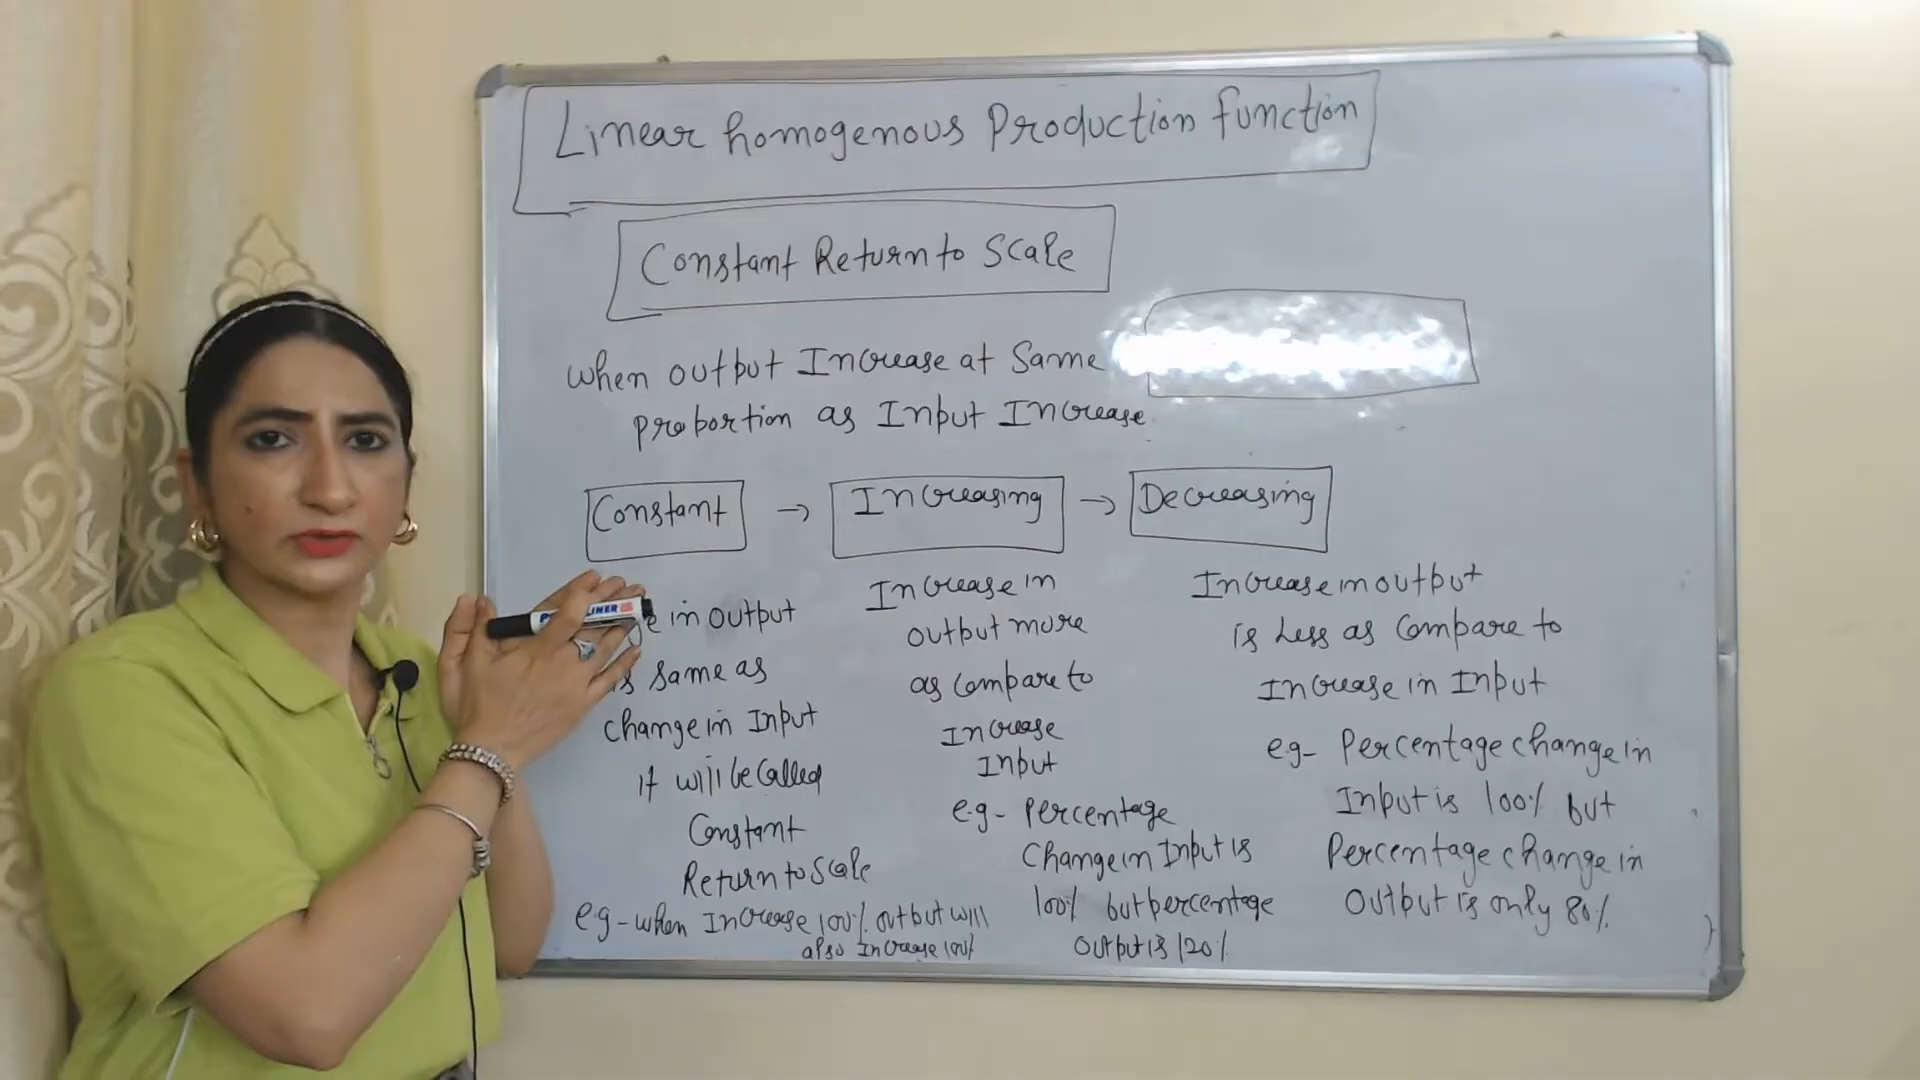 Linear homogenous Production function
Constant Return to Scale
when output Increase at Same
proportion as Input Increase
Constant → Increasing → Decreasing
in output
is same as
change in Input
it will be Called
Constant
Return to Scale
e.g- when Increase 100% output will
also Increase 100%
Increase in
output more
as Compare to
Increase
Input
e.g- Percentage
Change in Input is
100% but percentage
output is 120%
Increase in output
is Less as Compare to
Increase in Input
e.g- Percentage change in
Input is 100% but
Percentage change in
Output is only 80%
LINER